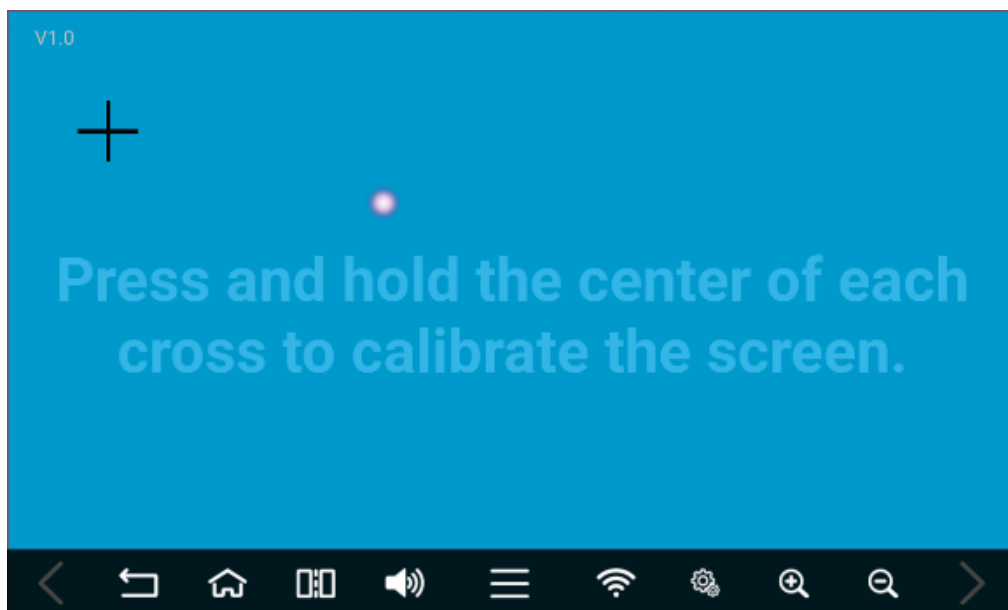 V1.0
Press and hold the center of each
cross to calibrate the screen.